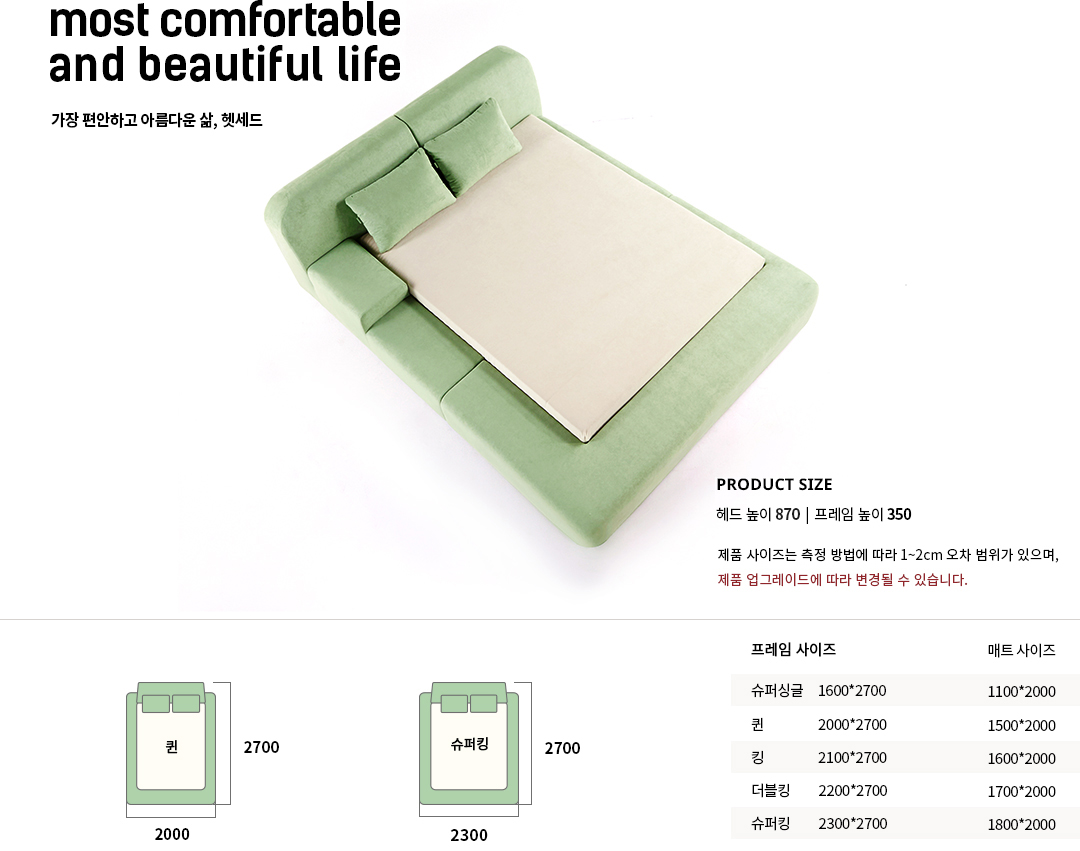 most comfortable
and beautiful life
가장 편안하고 아름다운 삶, 헷세드
PRODUCT SIZE
헤드 높이 870 | 프레임 높이 350
제품 사이즈는 측정 방법에 따라 1~2cm 오차 범위가 있으며,
제품 업그레이드에 따라 변경될 수 있습니다.
퀸
2700
2000
슈퍼킹
2700
2300
프레임 사이즈 매트 사이즈
슈퍼싱글 1600*2700 1100*2000
퀸 2000*2700 1500*2000
킹 2100*2700 1600*2000
더블킹 2200*2700 1700*2000
슈퍼킹 2300*2700 1800*2000